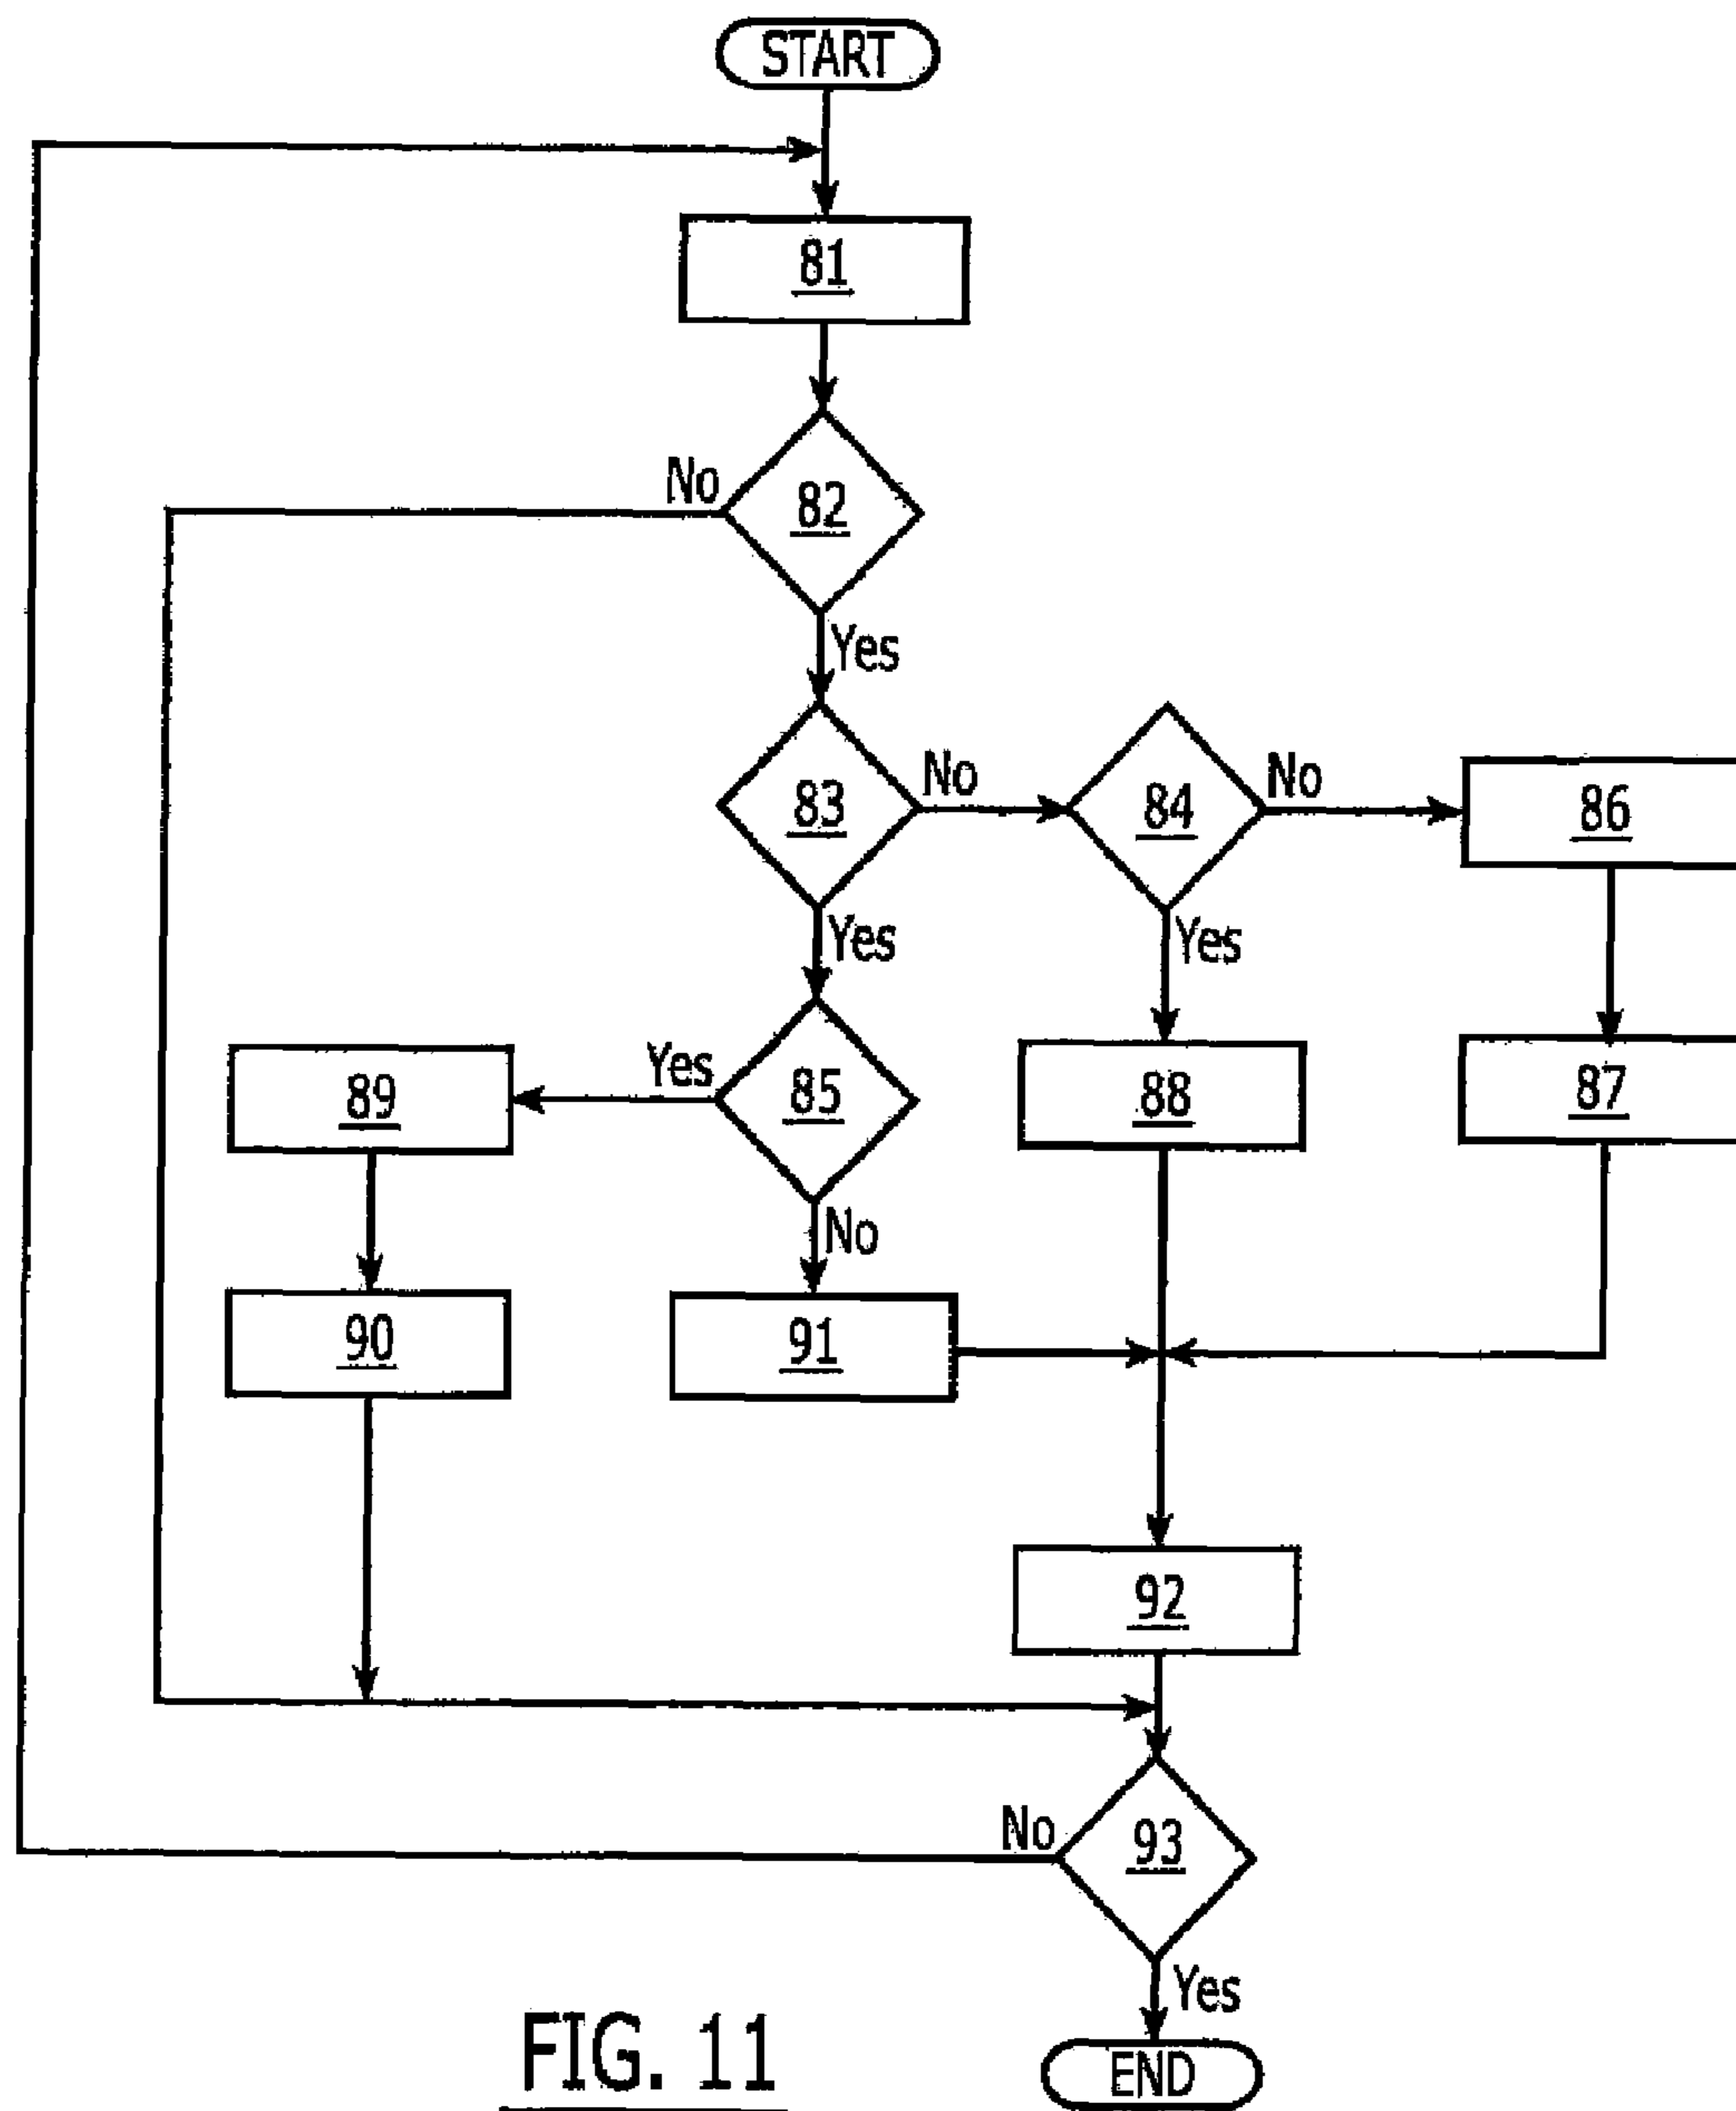 START
81
No
82
Yes
83
No
84
No
86
Yes
Yes
89
Yes
85
88
87
No
90
91
92
No
93
Yes
FIG. 11
END